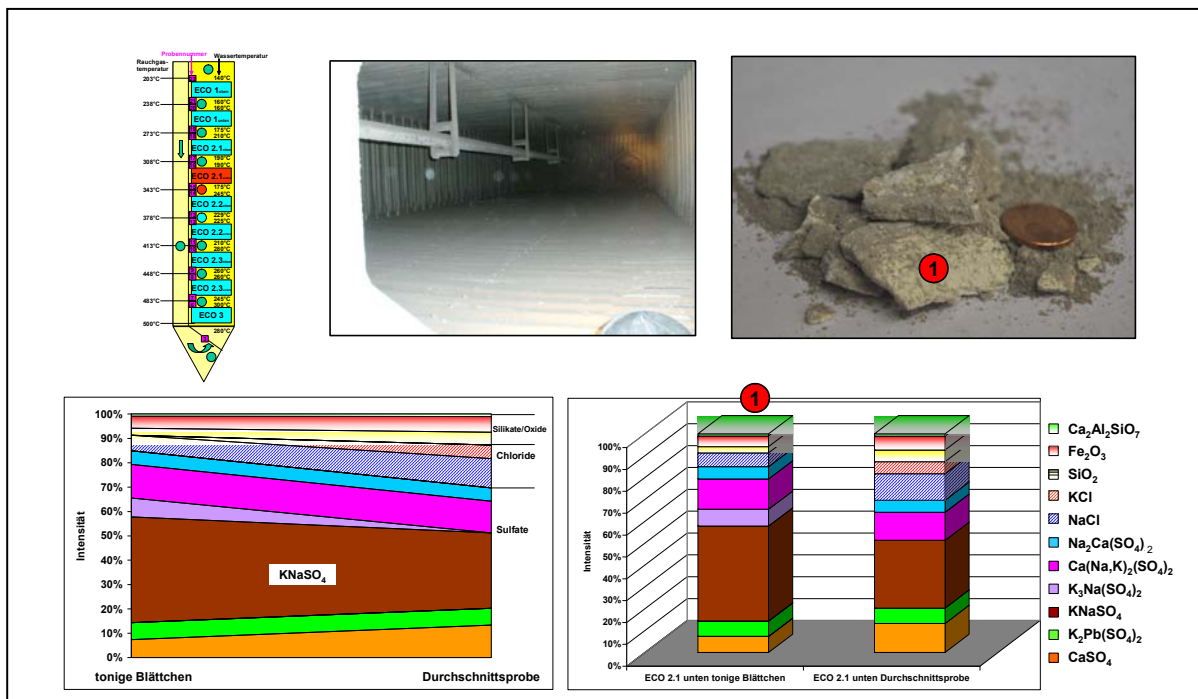 Probennummer
Wassertemperatur
Rauchgas-
temperatur
203°C
140°C
ECO 1
238°C
160°C
160°C
ECO 1
273°C
175°C
210°C
ECO 2.1
308°C
190°C
190°C
ECO 2.1
343°C
175°C
245°C
ECO 2.2
378°C
229°C
225°C
ECO 2.2
413°C
210°C
280°C
ECO 2.3
448°C
260°C
260°C
ECO 2.3
483°C
245°C
300°C
ECO 3
500°C
280°C
1
100%
90%
80%
70%
60%
50%
40%
30%
20%
10%
0%
Intensität
Silikate/Oxide
Chloride
Sulfate
KNaSO₄
tonige Blättchen
Durchschnittsprobe
1
100%
90%
80%
70%
60%
50%
40%
30%
20%
10%
0%
Intensität
ECO 2.1 unten tonige Blättchen
ECO 2.1 unten Durchschnittsprobe
Ca₂Al₂SiO₇
Fe₂O₃
SiO₂
KCl
NaCl
Na₂Ca(SO₄)₂
Ca(Na,K)₂(SO₄)₂
K₃Na(SO₄)₂
KNaSO₄
K₂Pb(SO₄)₂
CaSO₄